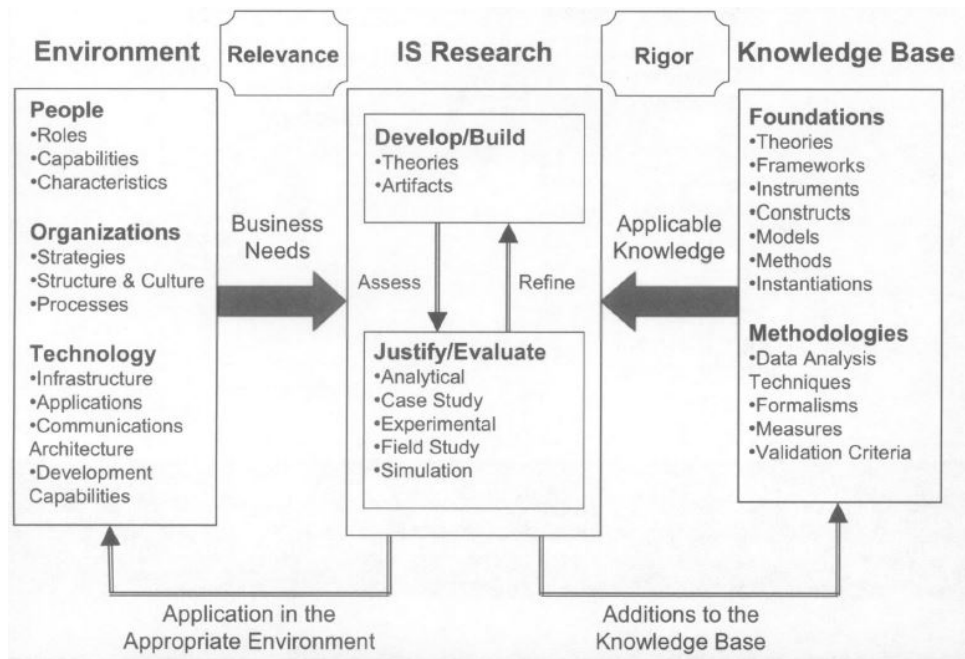 Environment
Relevance
IS Research
Rigor
Knowledge Base
People
•Roles
•Capabilities
•Characteristics
Organizations
•Strategies
•Structure & Culture
•Processes
Technology
•Infrastructure
•Applications
•Communications
Architecture
•Development
Capabilities
Business
Needs
Develop/Build
•Theories
•Artifacts
Assess
Refine
Justify/Evaluate
•Analytical
•Case Study
•Experimental
•Field Study
•Simulation
Applicable
Knowledge
Foundations
•Theories
•Frameworks
•Instruments
•Constructs
•Models
•Methods
•Instantiations
Methodologies
•Data Analysis
Techniques
•Formalisms
•Measures
•Validation Criteria
Application in the
Appropriate Environment
Additions to the
Knowledge Base